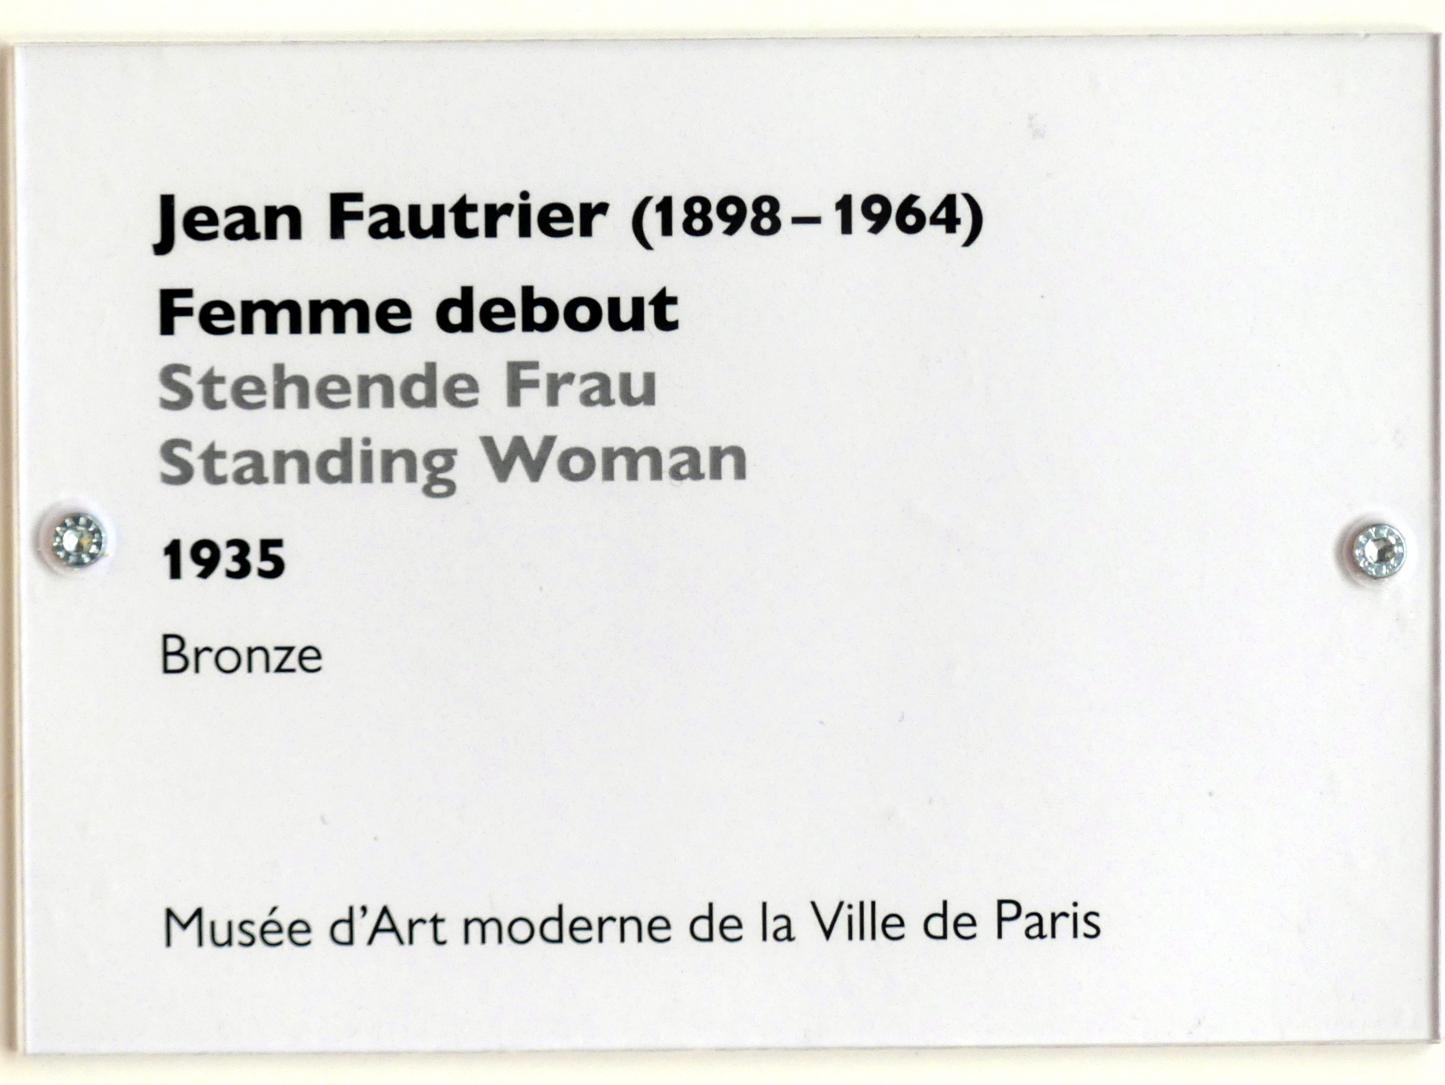 Jean Fautrier (1898 – 1964)
Femme debout
Stehende Frau
Standing Woman
1935
Bronze
Musée d’Art moderne de la Ville de Paris